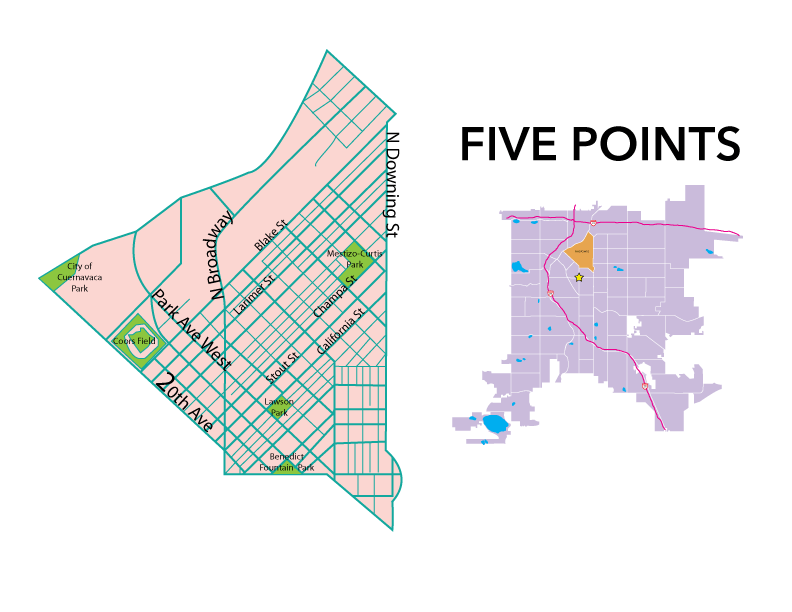 FIVE POINTS
N Downing St
N Broadway
Blake St
Mestizo-Curtis
Park
City of
Cuernavaca
Park
Larimer St
Champa St
Park Ave West
California St
Coors Field
Stout St
20th Ave
Lawson
Park
Benedict
Fountain Park